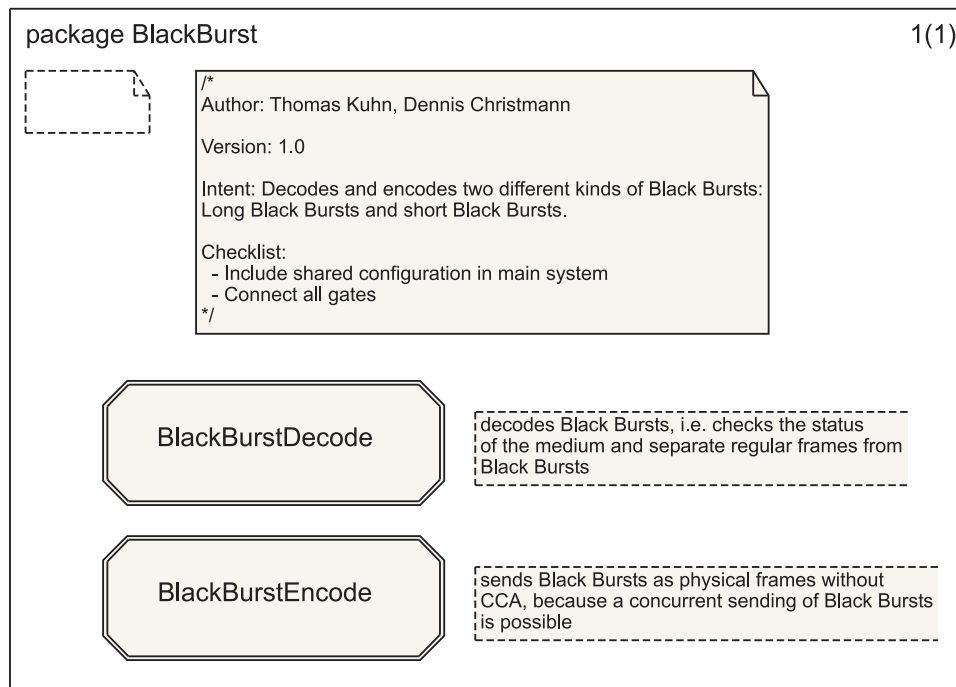 package BlackBurst
1(1)
/*
Author: Thomas Kuhn, Dennis Christmann
Version: 1.0
Intent: Decodes and encodes two different kinds of Black Bursts:
Long Black Bursts and short Black Bursts.
Checklist:
- Include shared configuration in main system
- Connect all gates
*/
BlackBurstDecode
decodes Black Bursts, i.e. checks the status
of the medium and separate regular frames from
Black Bursts
BlackBurstEncode
sends Black Bursts as physical frames without
CCA, because a concurrent sending of Black Bursts
is possible